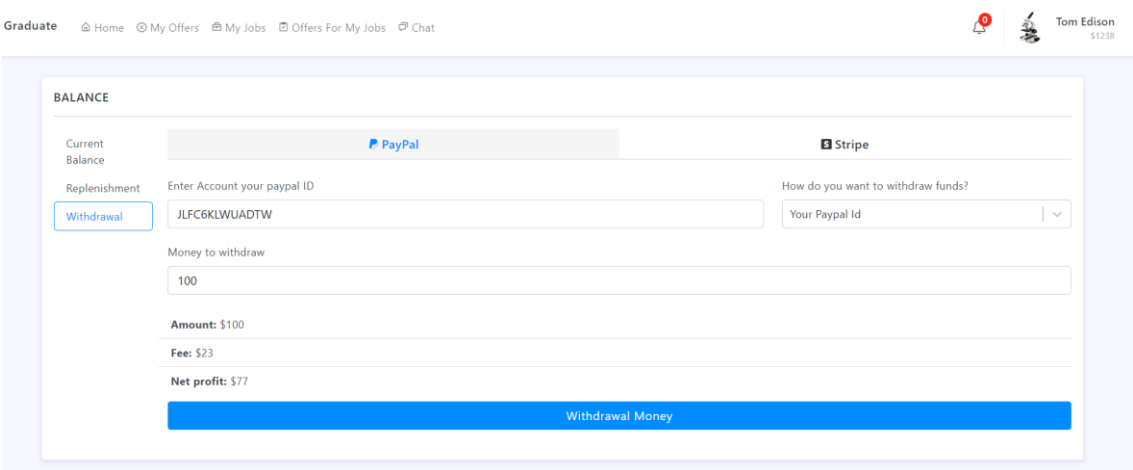 Graduate Home My Offers My Jobs Offers For My Jobs Chat 0 Tom Edison
$1238
BALANCE
Current
Balance
Replenishment
Withdrawal
PayPal S Stripe
Enter Account your paypal ID How do you want to withdraw funds?
JLFC6KLWUADTW Your Paypal Id
Money to withdraw
100
Amount: $100
Fee: $23
Net profit: $77
Withdrawal Money